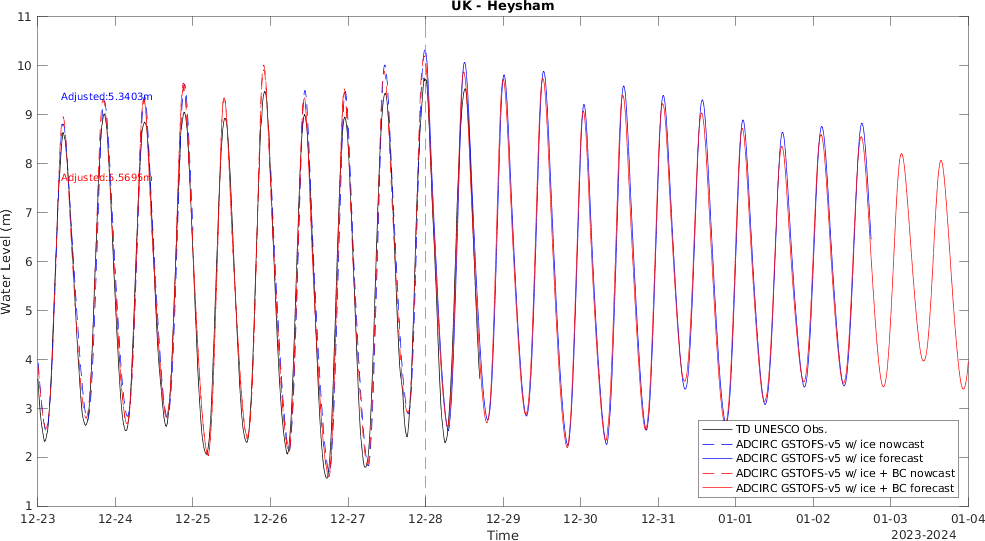 UK - Heysham
11
10
9
8
7
6
5
4
3
2
1
Water Level (m)
Adjusted:5.3403m
Adjusted:5.5695m
TD UNESCO Obs.
ADCIRC GSTOFS-v5 w/ ice nowcast
ADCIRC GSTOFS-v5 w/ ice forecast
ADCIRC GSTOFS-v5 w/ ice + BC nowcast
ADCIRC GSTOFS-v5 w/ ice + BC forecast
12-23 12-24 12-25 12-26 12-27 12-28 12-29 12-30 12-31 01-01 01-02 01-03 01-04
Time
2023-2024